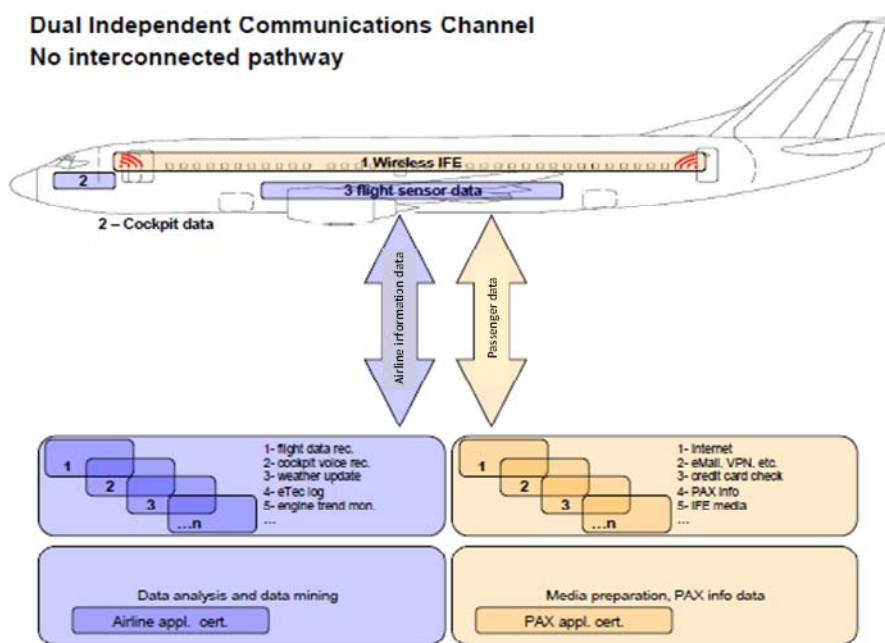 Dual Independent Communications Channel
No interconnected pathway
1 Wireless IFE
2
3 flight sensor data
2 – Cockpit data
Airline information data
Passenger data
1
2
3
...n
1- flight data rec.
2- cockpit voice rec.
3- weather update
4- eTec log
5- engine trend mon.
...
1
2
3
...n
1- Internet
2- eMail, VPN, etc.
3- credit card check
4- PAX info
5- IFE media
...
Data analysis and data mining
Airline appl. cert.
Media preparation, PAX info data
PAX appl. cert.